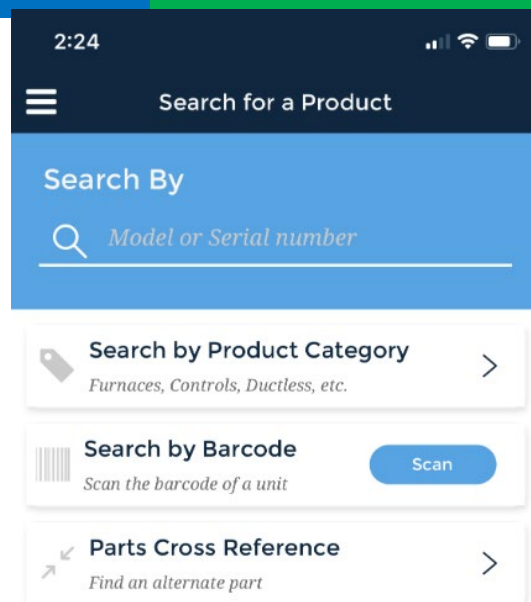 2:24
Search for a Product
Search By
Model or Serial number
Search by Product Category
Furnaces, Controls, Ductless, etc.
Search by Barcode
Scan the barcode of a unit
Scan
Parts Cross Reference
Find an alternate part